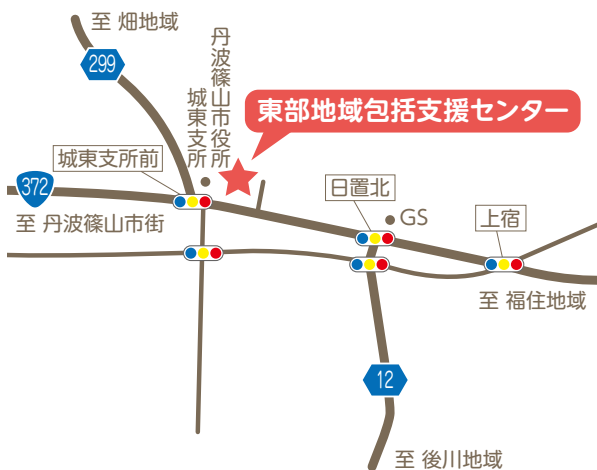 至 畑地域
299
丹波篠山市役所
城東支所
東部地域包括支援センター
城東支所前
372
日置北
至 丹波篠山市街
GS
上宿
至 福住地域
12
至 後川地域